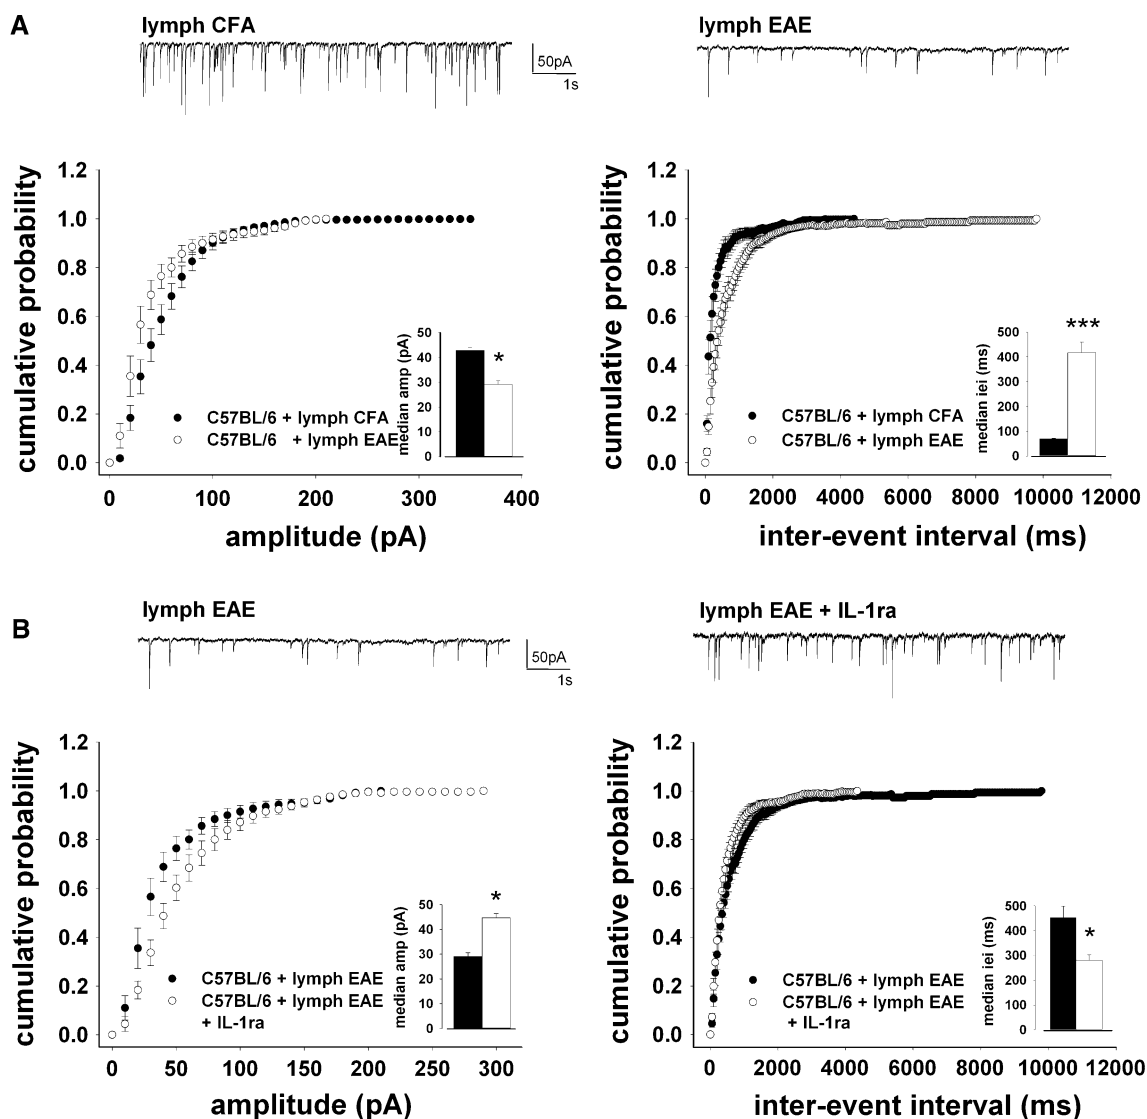 A
lymph CFA
50pA
1s
lymph EAE
cumulative probability
1.2
1.0
0.8
0.6
0.4
0.2
0.0
0 100 200 300 400
amplitude (pA)
C57BL/6 + lymph CFA
C57BL/6 + lymph EAE
median amp (pA)
50
40
30
20
10
0
*
cumulative probability
1.2
1.0
0.8
0.6
0.4
0.2
0.0
0 2000 4000 6000 8000 10000 12000
inter-event interval (ms)
C57BL/6 + lymph CFA
C57BL/6 + lymph EAE
median iei (ms)
500
400
300
200
100
0
***
B
lymph EAE
50pA
1s
lymph EAE + IL-1ra
cumulative probability
1.2
1.0
0.8
0.6
0.4
0.2
0.0
0 50 100 150 200 250 300
amplitude (pA)
C57BL/6 + lymph EAE
C57BL/6 + lymph EAE
+ IL-1ra
median amp (pA)
50
40
30
20
10
0
*
cumulative probability
1.2
1.0
0.8
0.6
0.4
0.2
0.0
0 2000 4000 6000 8000 10000 12000
inter-event interval (ms)
C57BL/6 + lymph EAE
C57BL/6 + lymph EAE
+ IL-1ra
median iei (ms)
500
400
300
200
100
0
*